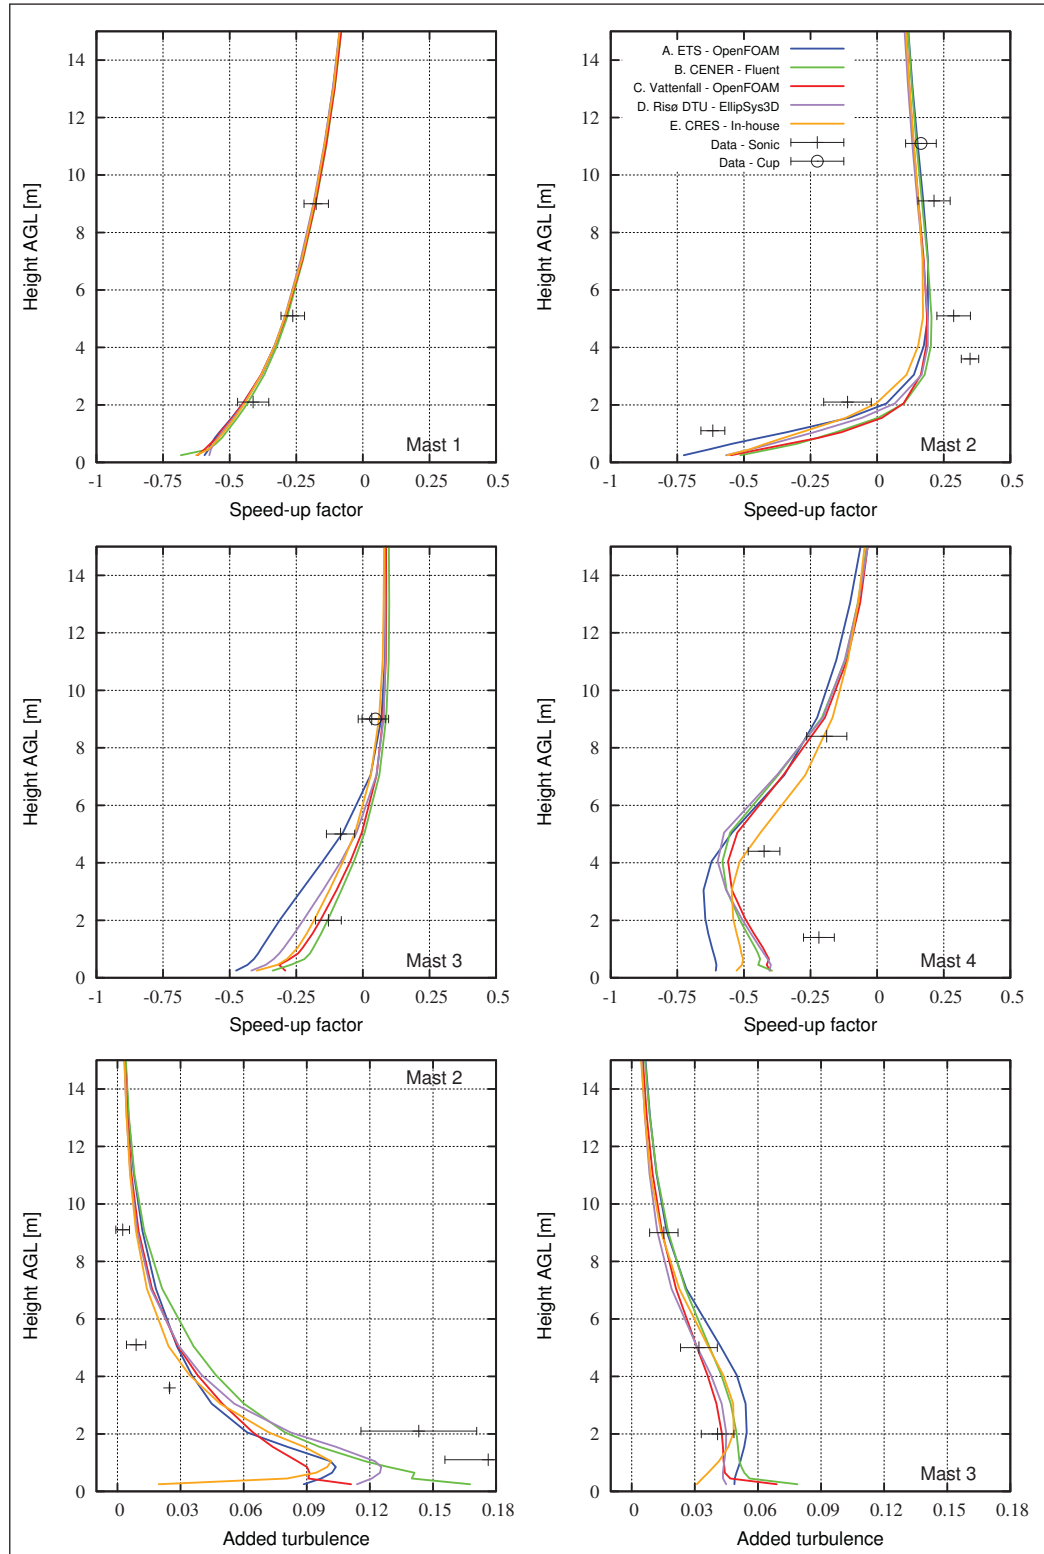 14
12
10
8
6
4
2
0
Height AGL [m]
Mast 1
-1 -0.75 -0.5 -0.25 0 0.25 0.5
Speed-up factor
14
12
10
8
6
4
2
0
Height AGL [m]
A. ETS - OpenFOAM
B. CENER - Fluent
C. Vattenfall - OpenFOAM
D. Risø DTU - EllipSys3D
E. CRES - In-house
Data - Sonic
Data - Cup
Mast 2
-1 -0.75 -0.5 -0.25 0 0.25 0.5
Speed-up factor
14
12
10
8
6
4
2
0
Height AGL [m]
Mast 3
-1 -0.75 -0.5 -0.25 0 0.25 0.5
Speed-up factor
14
12
10
8
6
4
2
0
Height AGL [m]
Mast 4
-1 -0.75 -0.5 -0.25 0 0.25 0.5
Speed-up factor
Mast 2
14
12
10
8
6
4
2
0
Height AGL [m]
0 0.03 0.06 0.09 0.12 0.15 0.18
Added turbulence
14
12
10
8
6
4
2
0
Height AGL [m]
Mast 3
0 0.03 0.06 0.09 0.12 0.15 0.18
Added turbulence